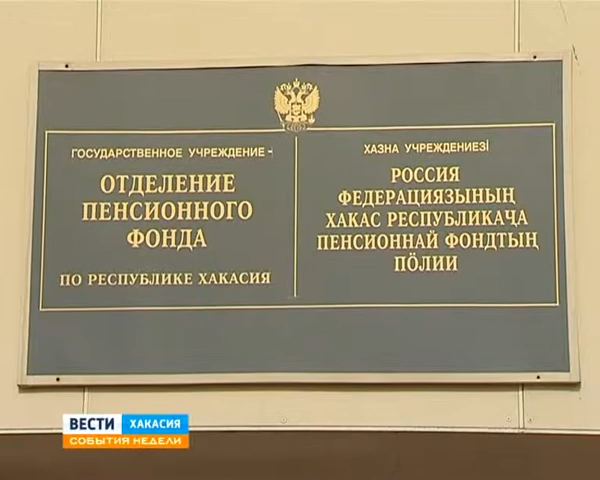 ГОСУДАРСТВЕННОЕ УЧРЕЖДЕНИЕ -
ОТДЕЛЕНИЕ
ПЕНСИОННОГО
ФОНДА
ПО РЕСПУБЛИКЕ ХАКАСИЯ
ХАЗНА УЧРЕЖДЕНИЕЗІ
РОССИЯ
ФЕДЕРАЦИЯЗЫНЫҢ
ХАКАС РЕСПУБЛИКАҶА
ПЕНСИОННАЙ ФОНДТЫҢ
ПӦЛИИ
ВЕСТИ ХАКАСИЯ
СОБЫТИЯ НЕДЕЛИ